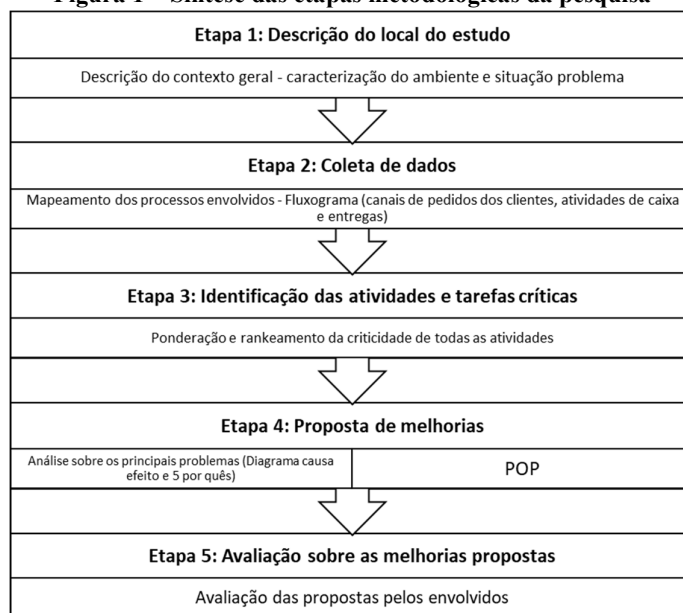 Figura 1 – Síntese das etapas metodológicas da pesquisa
Etapa 1: Descrição do local do estudo
Descrição do contexto geral - caracterização do ambiente e situação problema
Etapa 2: Coleta de dados
Mapeamento dos processos envolvidos - Fluxograma (canais de pedidos dos clientes, atividades de caixa
e entregas)
Etapa 3: Identificação das atividades e tarefas críticas
Ponderação e rankeamento da criticidade de todas as atividades
Etapa 4: Proposta de melhorias
Análise sobre os principais problemas (Diagrama causa
efeito e 5 por quês)
POP
Etapa 5: Avaliação sobre as melhorias propostas
Avaliação das propostas pelos envolvidos